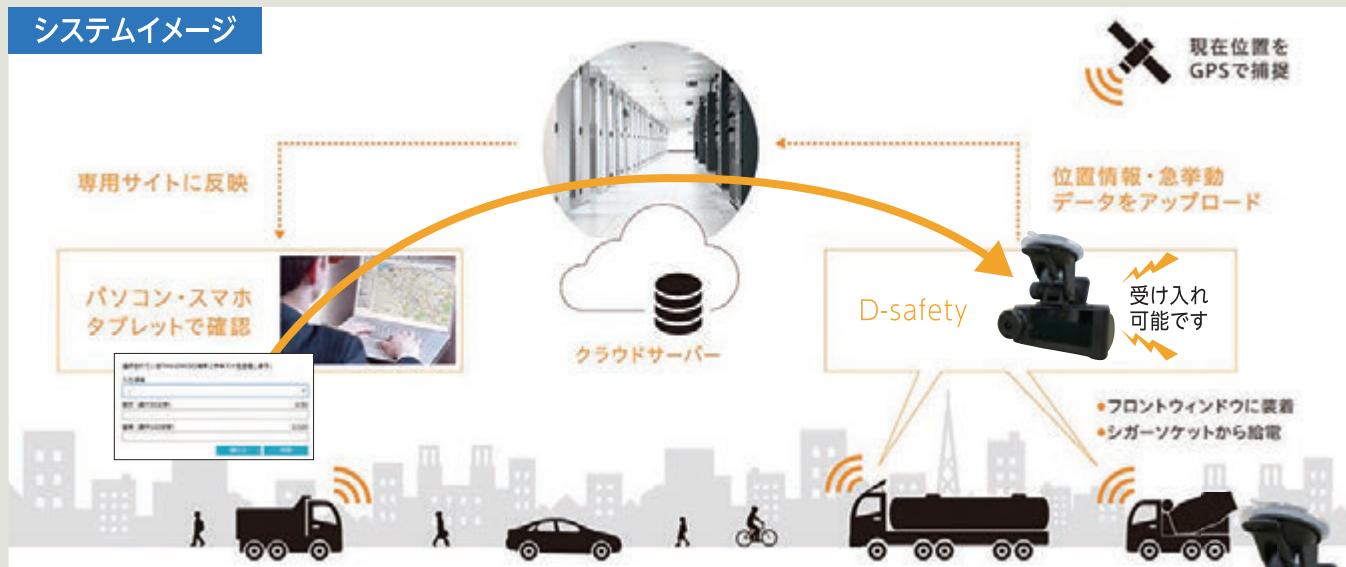 システムイメージ
現在位置を
GPSで捕捉
専用サイトに反映
位置情報・急挙動
データをアップロード
パソコン・スマホ
タブレットで確認
クラウドサーバー
D-safety
受け入れ
可能です
●フロントウィンドウに装着
●シガーソケットから給電